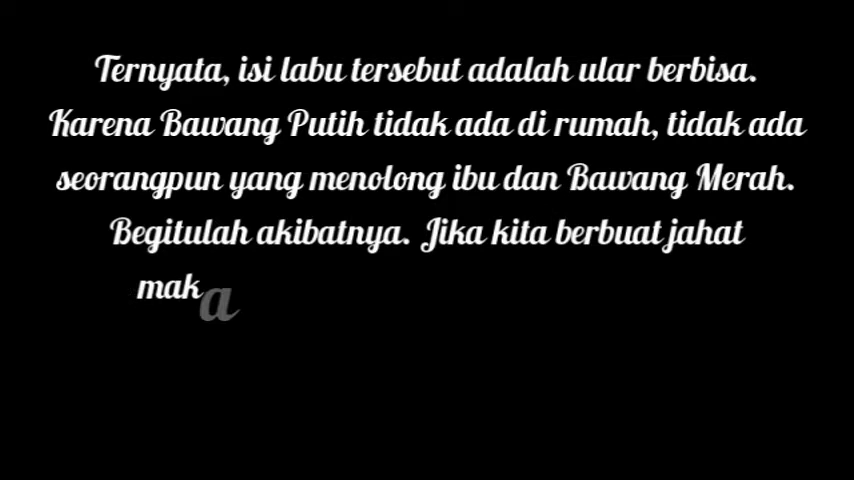 Ternyata, isi labu tersebut adalah ular berbisa.
Karena Bawang Putih tidak ada di rumah, tidak ada
seorangpun yang menolong ibu dan Bawang Merah.
Begitulah akibatnya. Jika kita berbuat jahat
maka